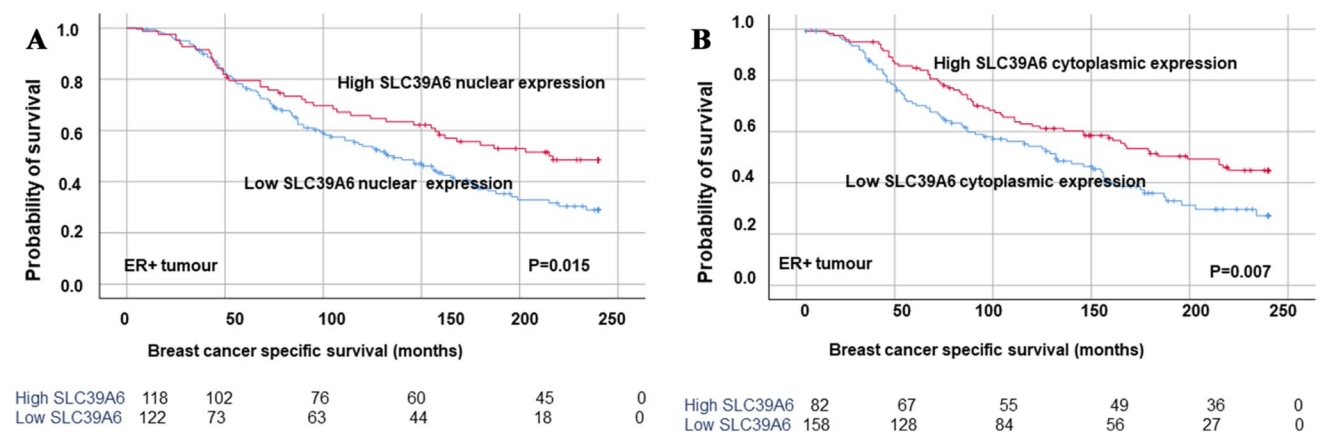 A
Probability of survival
1.0
0.8
0.6
0.4
0.2
0.0
High SLC39A6 nuclear expression
Low SLC39A6 nuclear expression
ER+ tumour
P=0.015
0 50 100 150 200 250
Breast cancer specific survival (months)
High SLC39A6 118 102 76 60 45 0
Low SLC39A6 122 73 63 44 18 0
B
Probability of survival
1.0
0.8
0.6
0.4
0.2
0.0
High SLC39A6 cytoplasmic expression
Low SLC39A6 cytoplasmic expression
ER+ tumour
P=0.007
0 50 100 150 200 250
Breast cancer specific survival (months)
High SLC39A6 82 67 55 49 36 0
Low SLC39A6 158 128 84 56 27 0